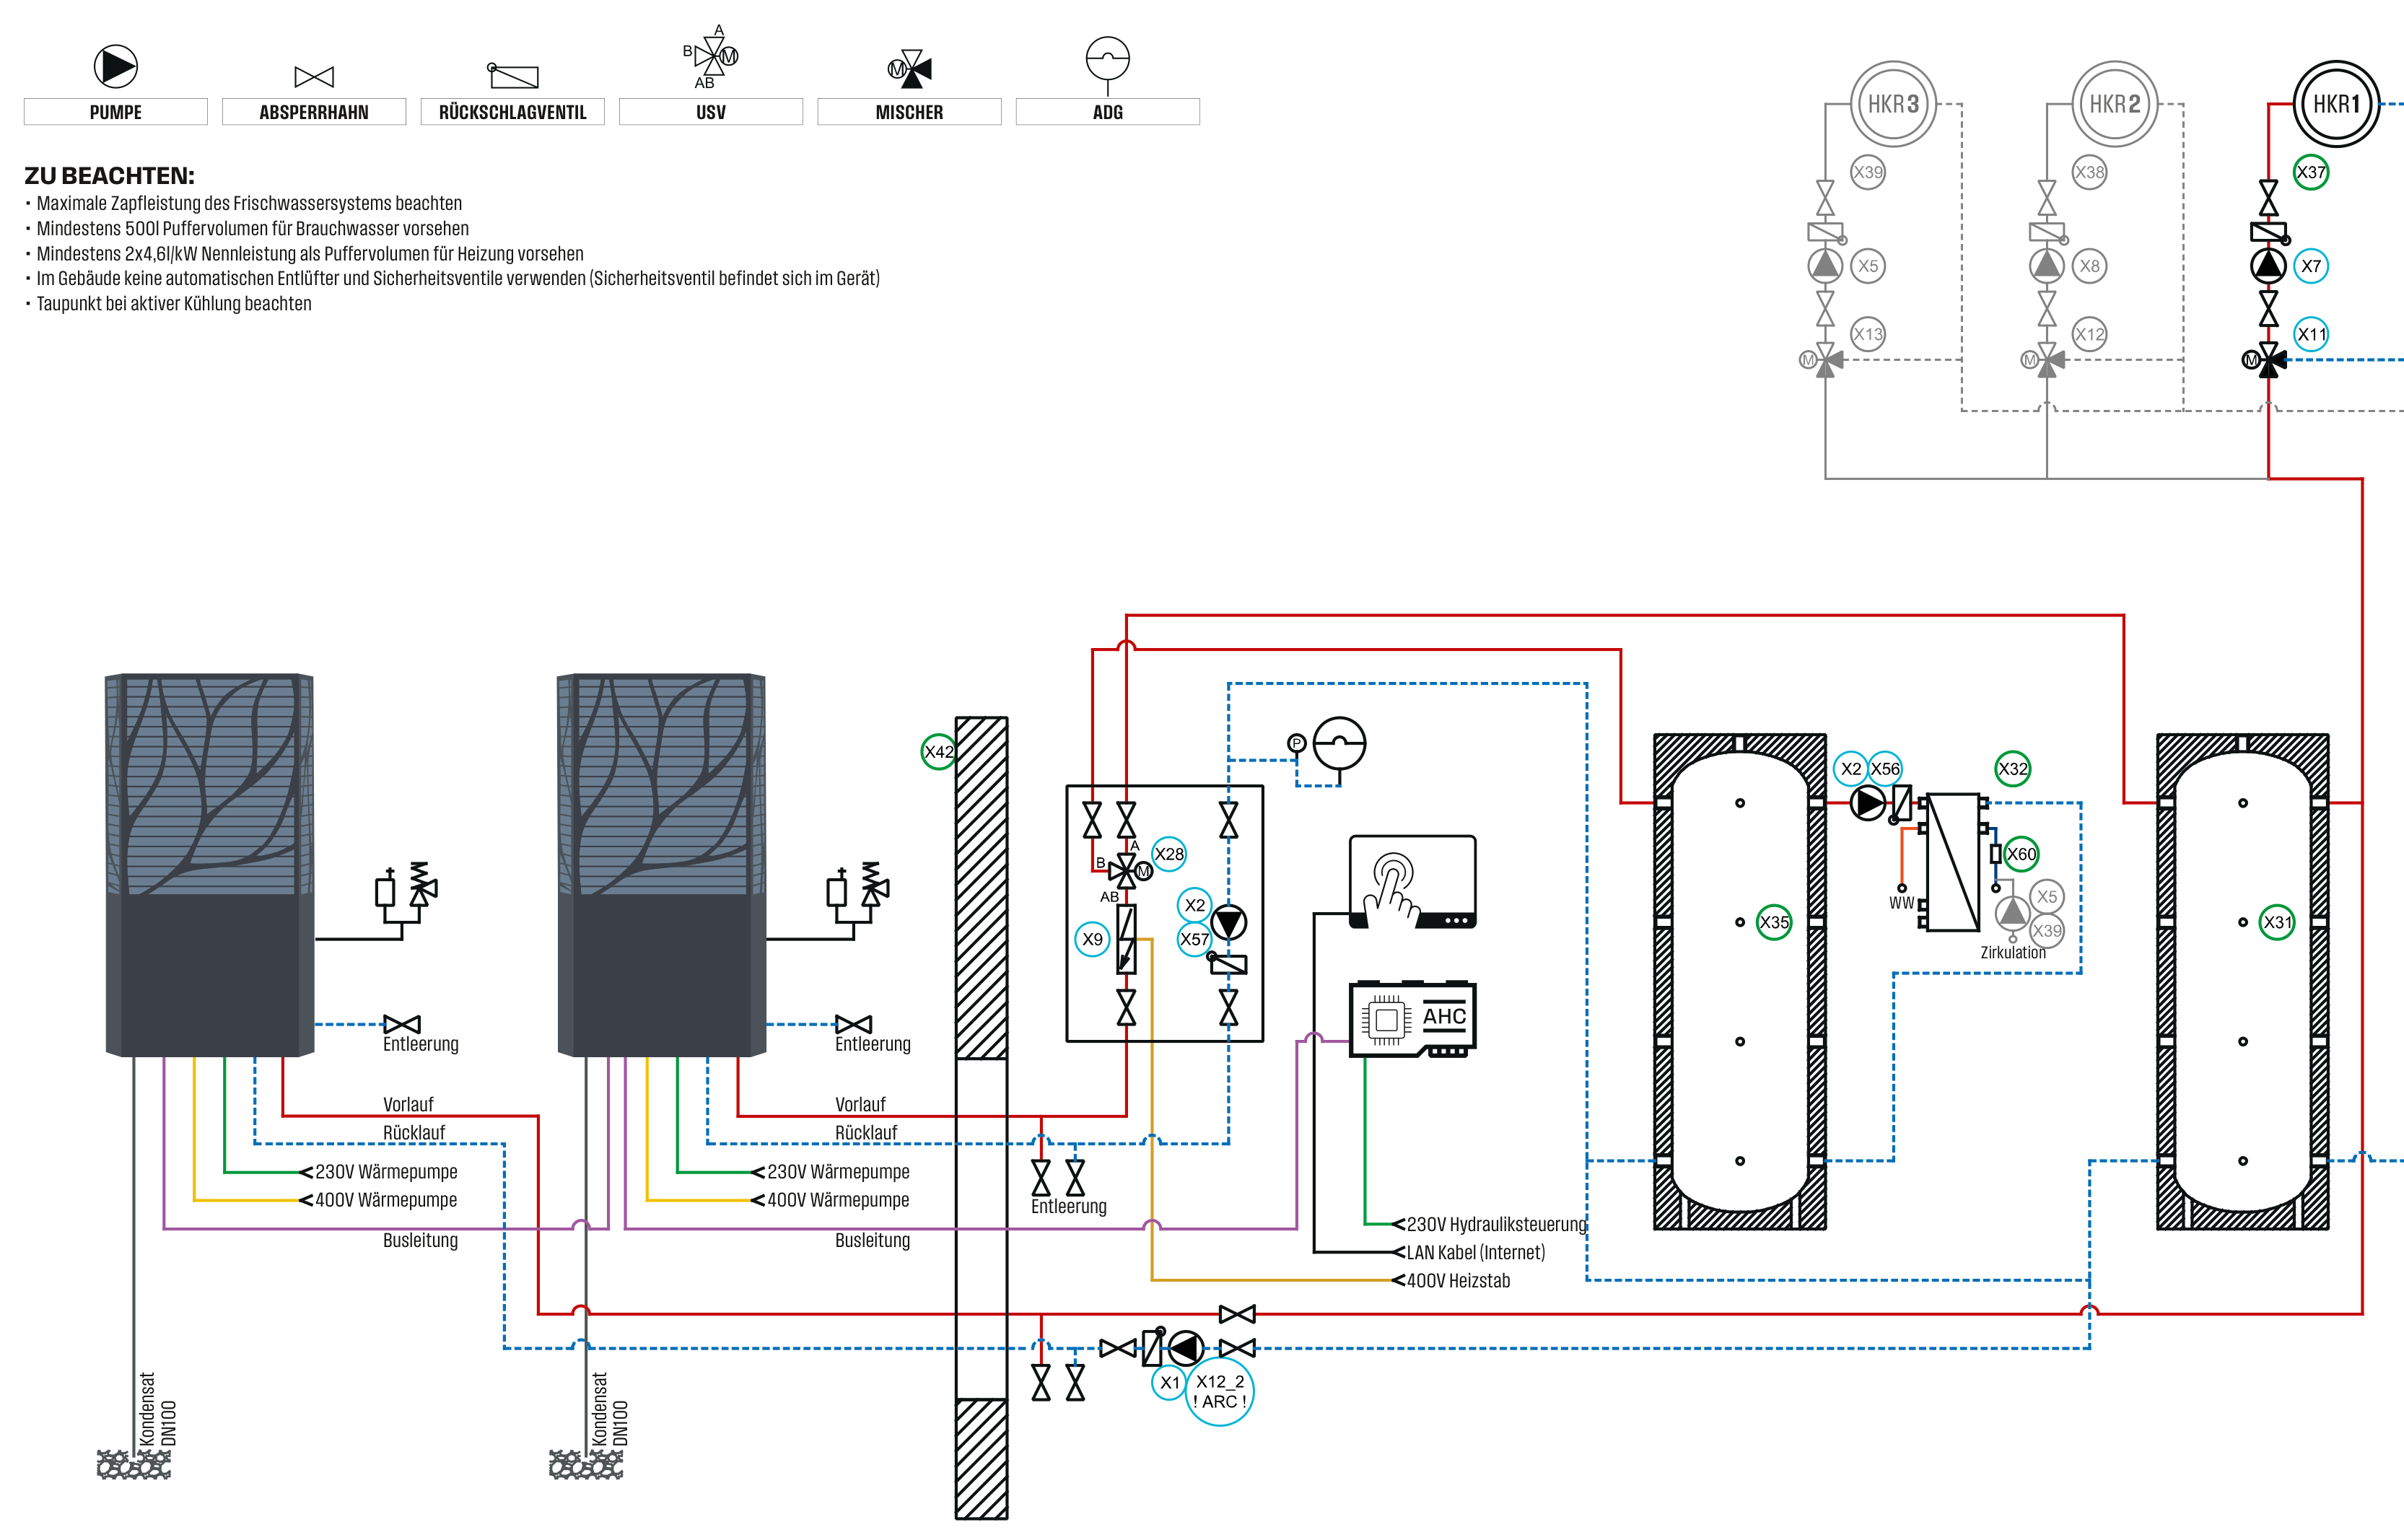 A
B
M
AB
PUMPE
ABSPERRHAHN
RÜCKSCHLAGVENTIL
USV
M
MISCHER
ADG
ZU BEACHTEN:
· Maximale Zapfleistung des Frischwassersystems beachten
· Mindestens 500l Puffervolumen für Brauchwasser vorsehen
· Mindestens 2x4,6l/kW Nennleistung als Puffervolumen für Heizung vorsehen
· Im Gebäude keine automatischen Entlüfter und Sicherheitsventile verwenden (Sicherheitsventil befindet sich im Gerät)
· Taupunkt bei aktiver Kühlung beachten
HKR3
X39
X5
X13
M
HKR2
X38
X8
X12
M
HKR1
X37
X7
X11
M
Entleerung
Vorlauf
Rücklauf
230V Wärmepumpe
400V Wärmepumpe
Busleitung
Kondensat
DN100
Entleerung
Vorlauf
Rücklauf
230V Wärmepumpe
400V Wärmepumpe
Busleitung
Kondensat
DN100
X42
P
A
B
M
X28
AB
X2
X57
X9
AHC
Entleerung
230V Hydrauliksteuerung
LAN Kabel (Internet)
400V Heizstab
X1
X12_2
! ARC !
X35
X2
X56
X32
X60
WW
X5
X39
Zirkulation
X31